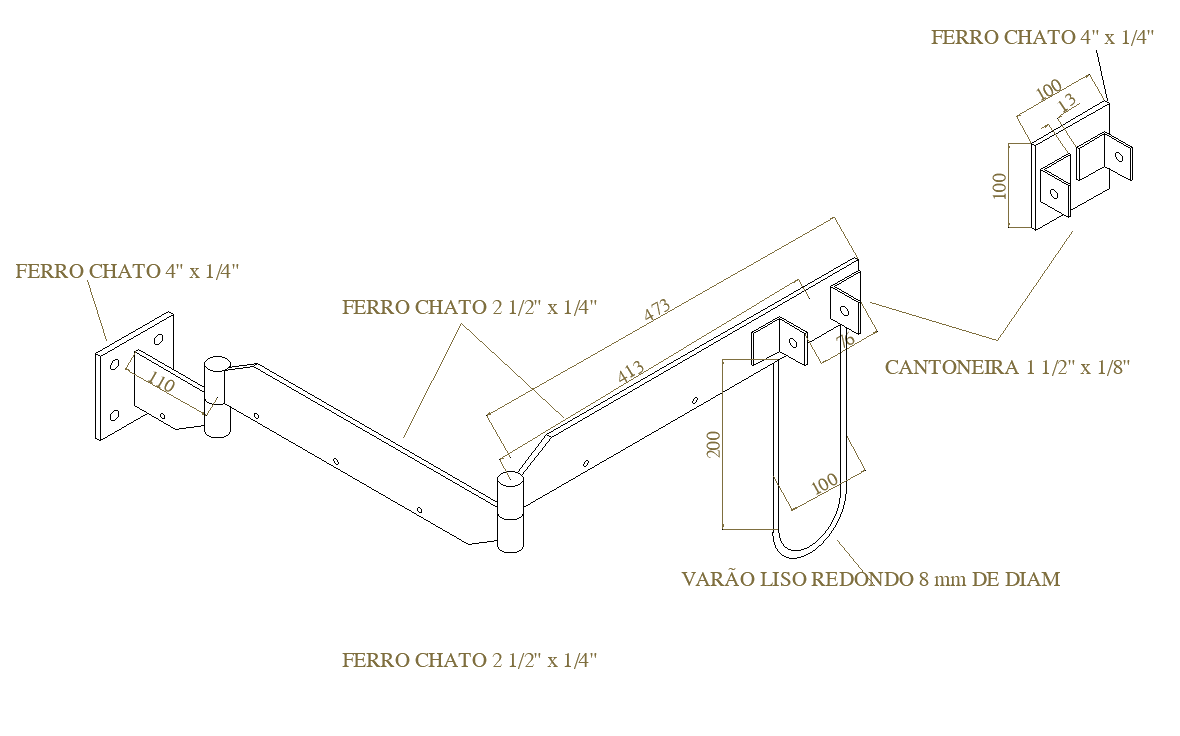 FERRO CHATO 4" x 1/4"
100
13
7
100
FERRO CHATO 4" x 1/4"
FERRO CHATO 2 1/2" x 1/4"
473
413
110
76
CANTONEIRA 1 1/2" x 1/8"
200
100
VARÃO LISO REDONDO 8 mm DE DIAM
FERRO CHATO 2 1/2" x 1/4"